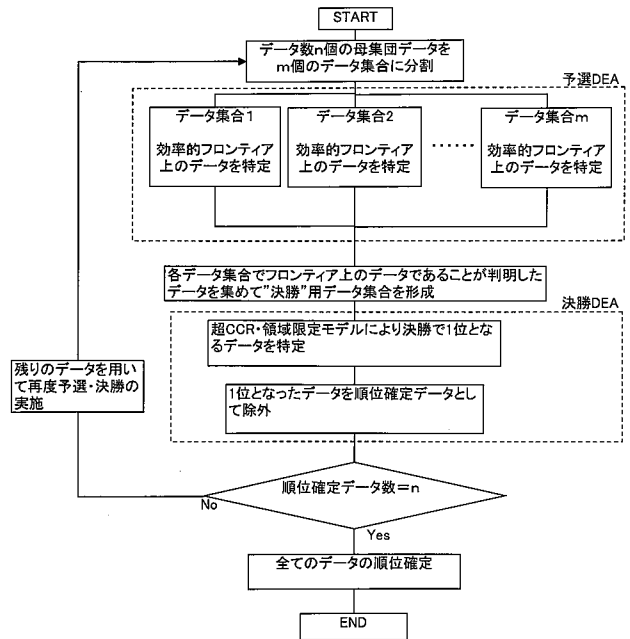 START
データ数n個の母集団データを
m個のデータ集合に分割
予選DEA
データ集合1
効率的フロンティア
上のデータを特定
データ集合2
効率的フロンティア
上のデータを特定
……
データ集合m
効率的フロンティア
上のデータを特定
各データ集合でフロンティア上のデータであることが判明した
データを集めて"決勝"用データ集合を形成
決勝DEA
超CCR・領域限定モデルにより決勝で1位とな
るデータを特定
1位となったデータを順位確定データとし
て除外
残りのデータを用い
て再度予選・決勝の
実施
順位確定データ数=n
No
Yes
全てのデータの順位確定
END